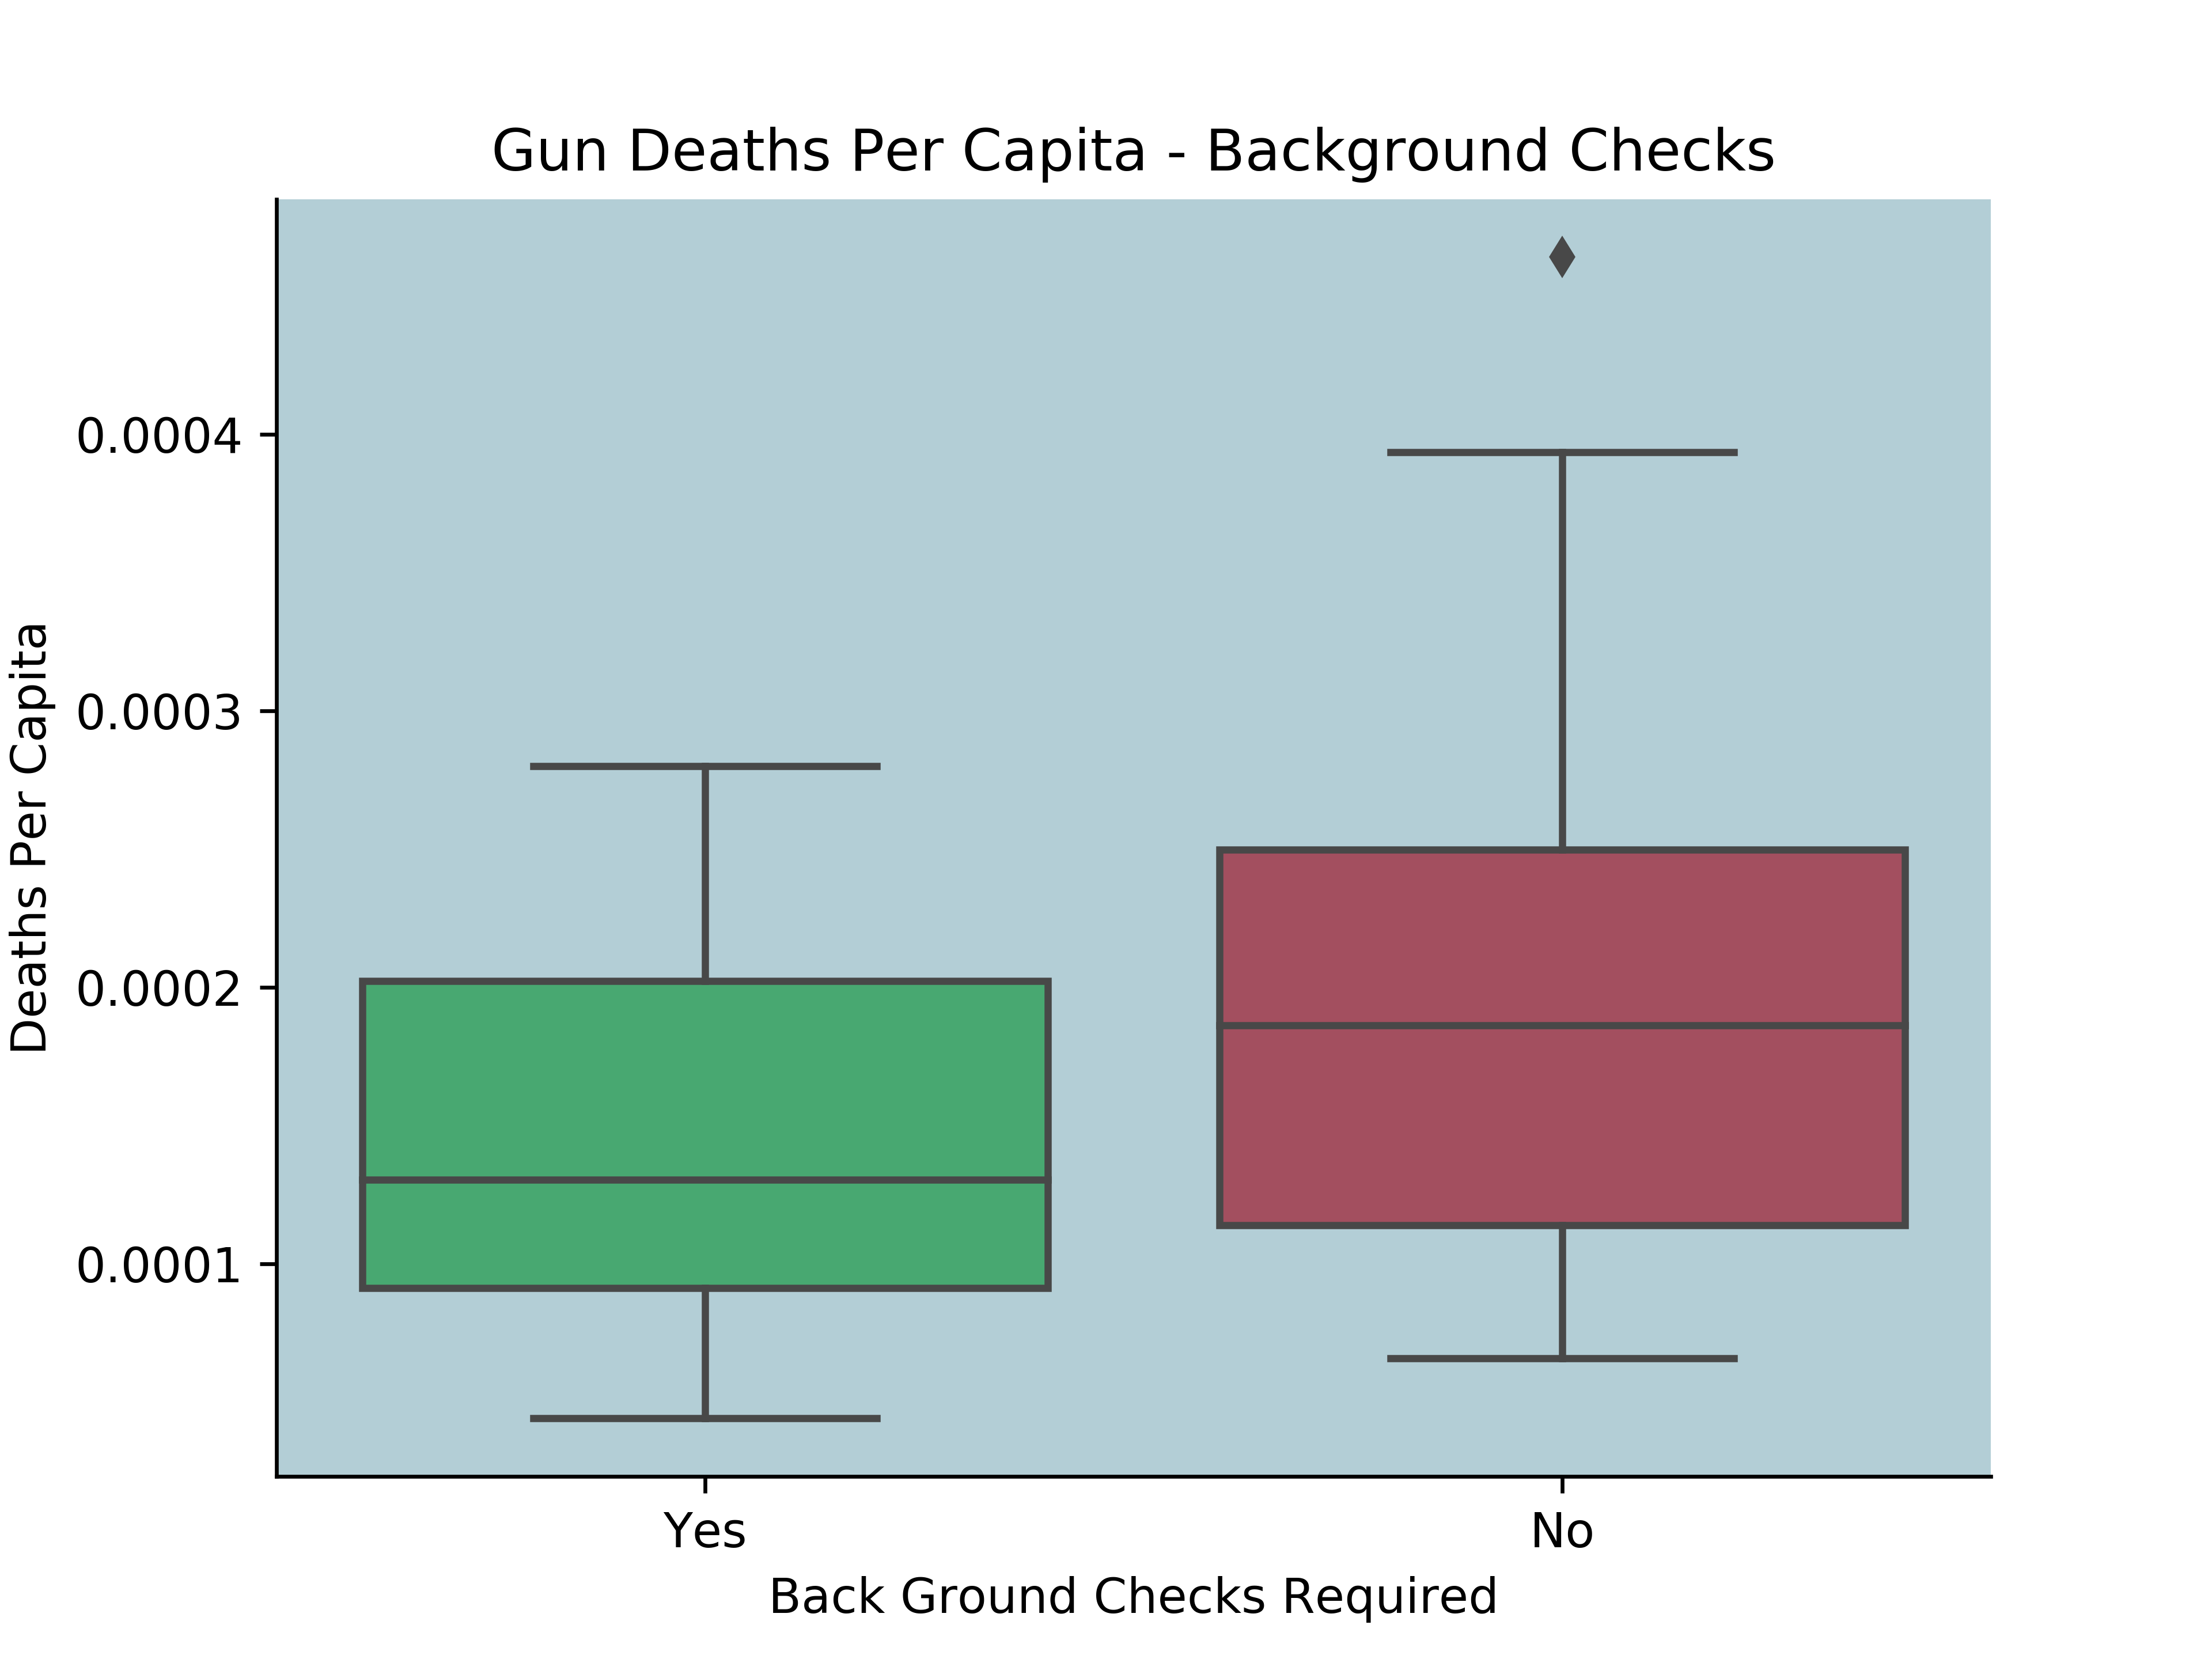 Gun Deaths Per Capita - Background Checks
Deaths Per Capita
0.0004
0.0003
0.0002
0.0001
Yes
No
Back Ground Checks Required